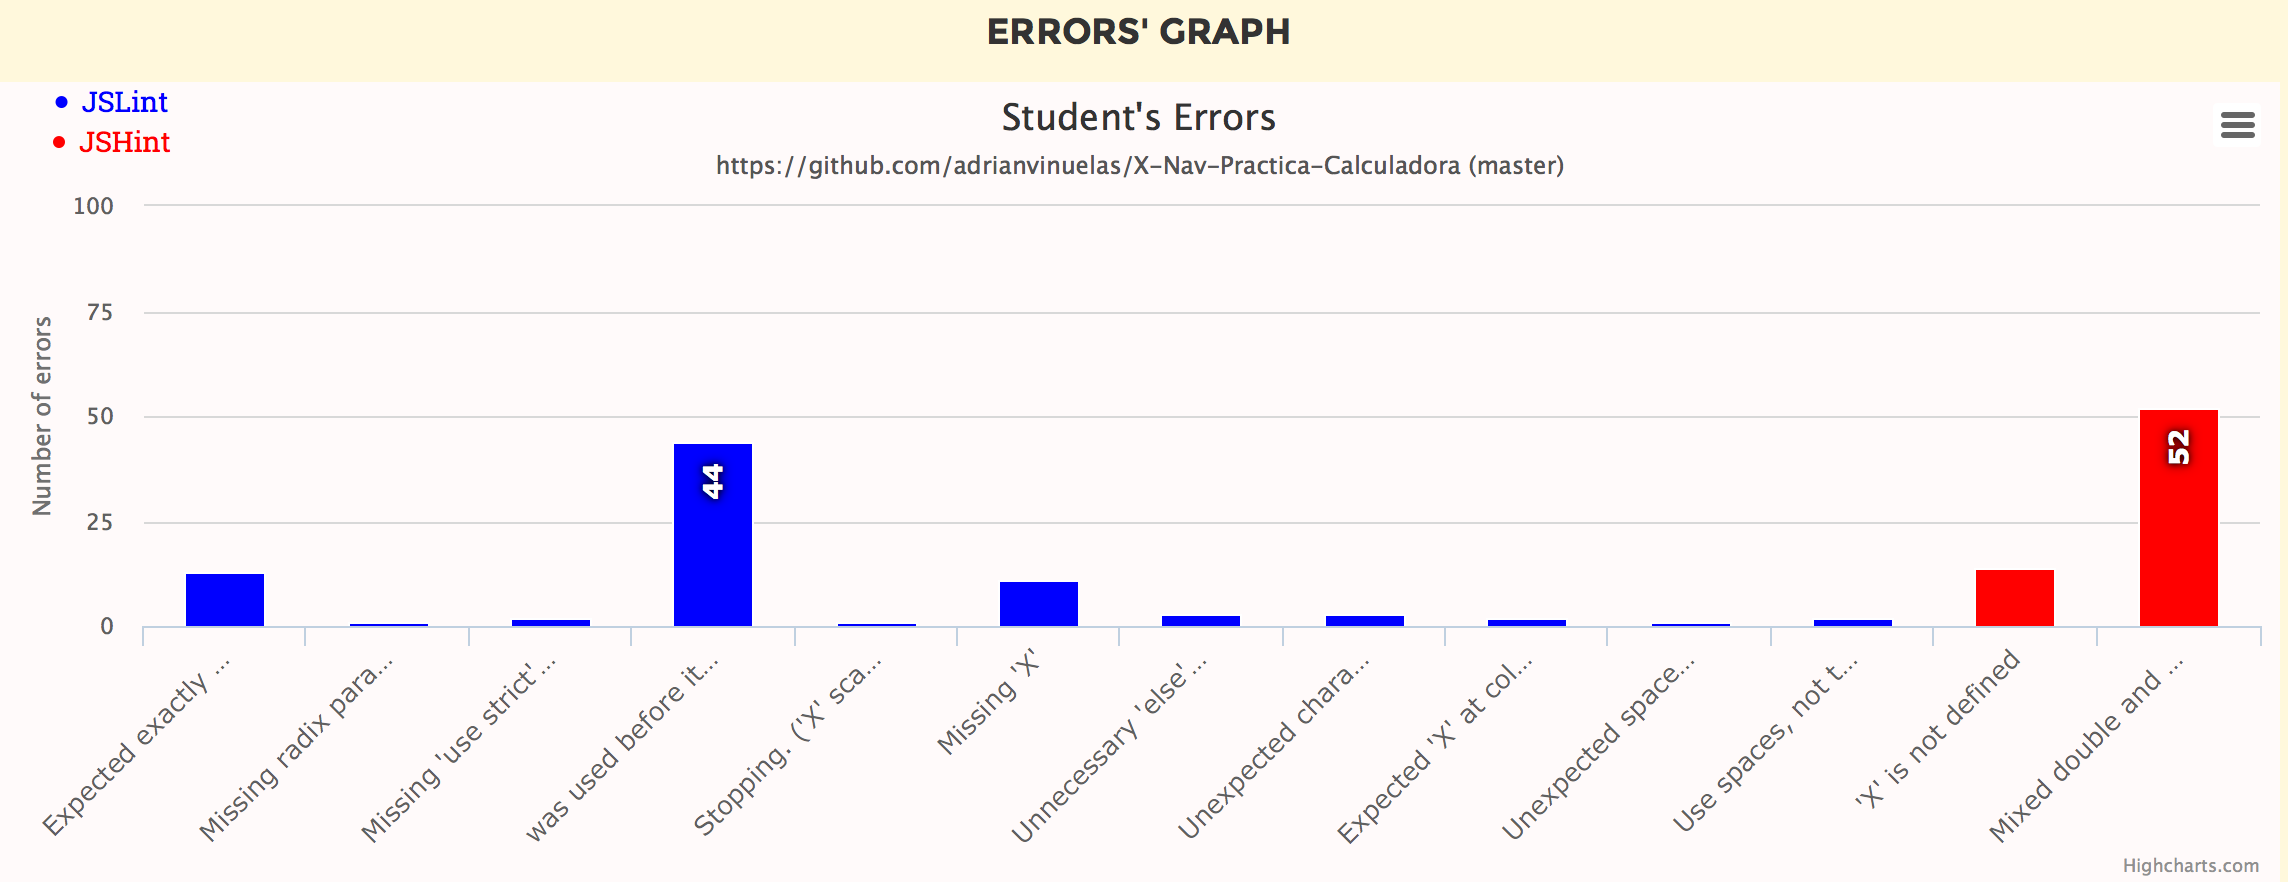 ERRORS' GRAPH
JSLint
JSHint
Student's Errors
https://github.com/adrianvinuelas/X-Nav-Practica-Calculadora (master)
Number of errors
100
75
50
25
0
44
52
Expected exactly ...
Missing radix para...
Missing 'use strict'...
was used before it...
Stopping. ('X' sca...
Missing 'X'
Unnecessary 'else'...
Unexpected chara...
Expected 'X' at col...
Unexpected space...
Use spaces, not t...
'X' is not defined
Mixed double and ...
Highcharts.com